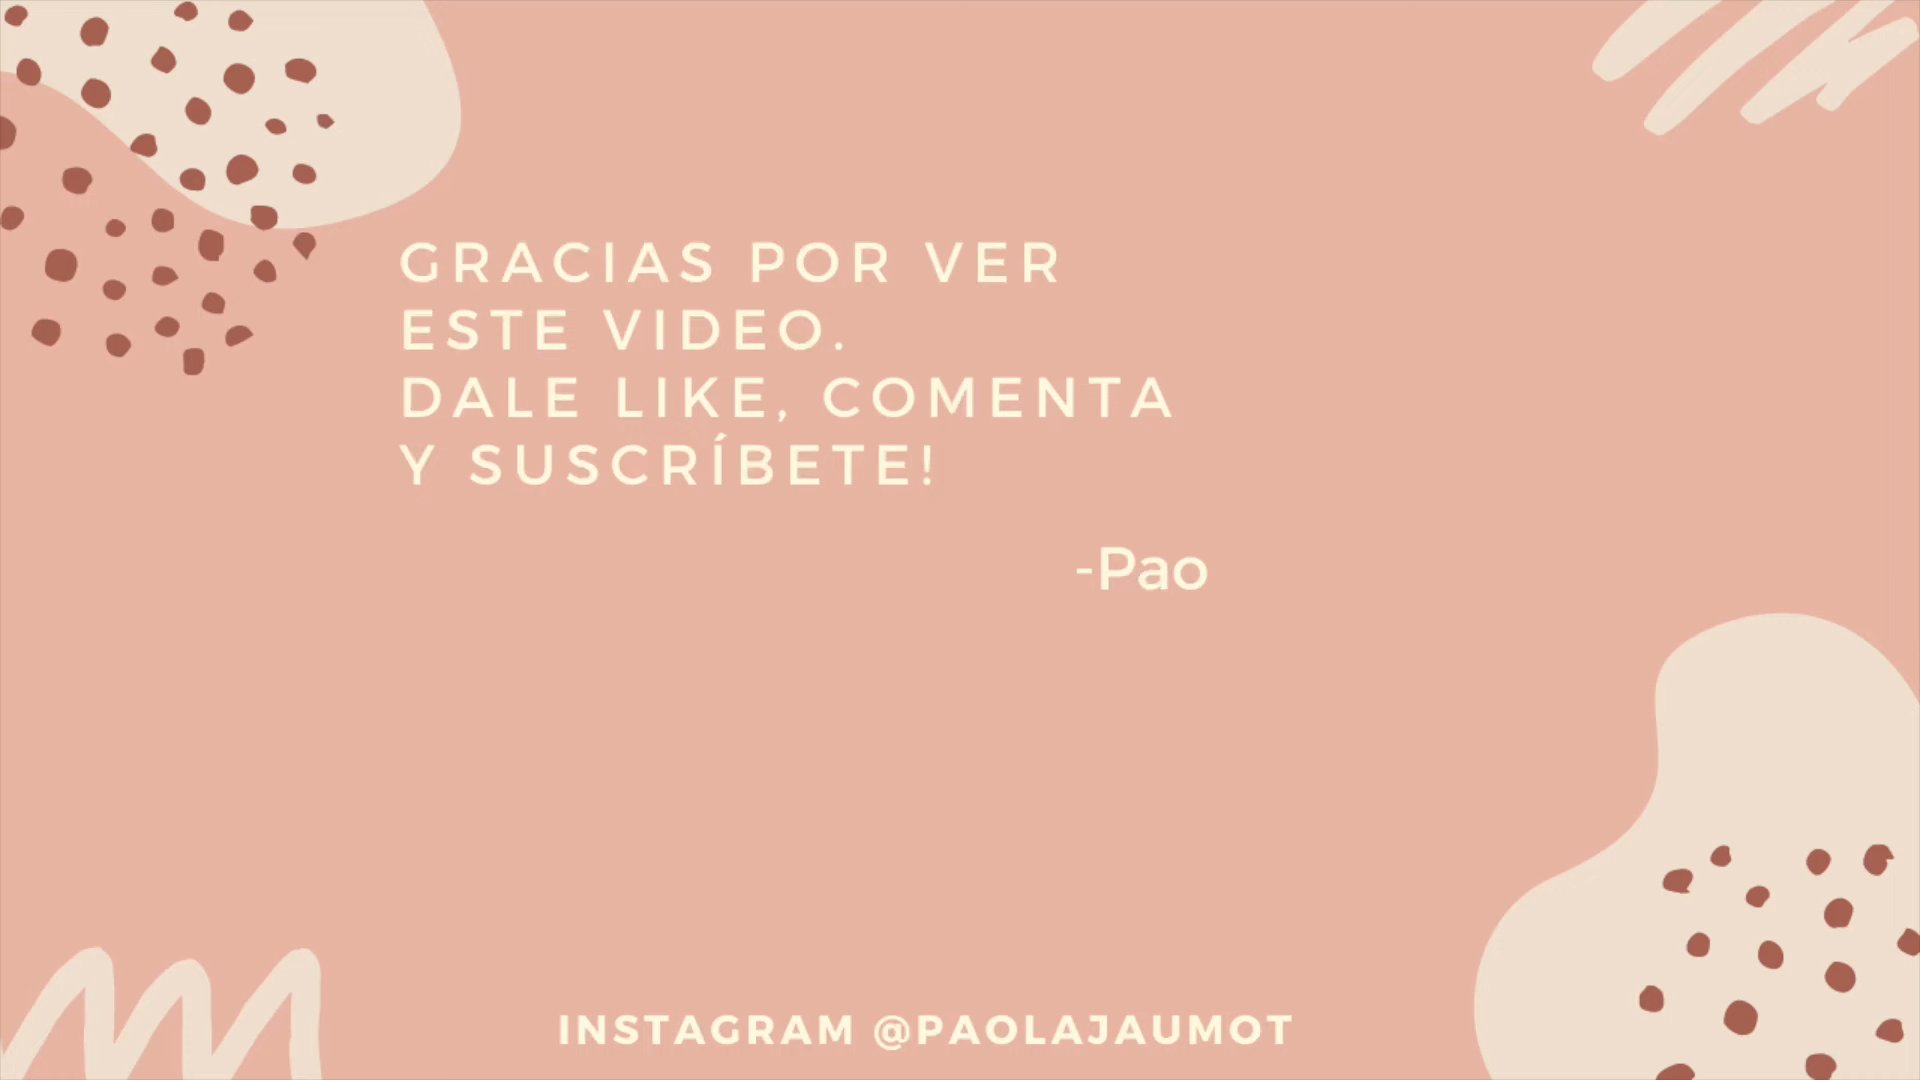 GRACIAS POR VER
ESTE VIDEO.
DALE LIKE, COMENTA
Y SUSCRÍBETE!
-Pao
INSTAGRAM @PAOLAJAUMOT